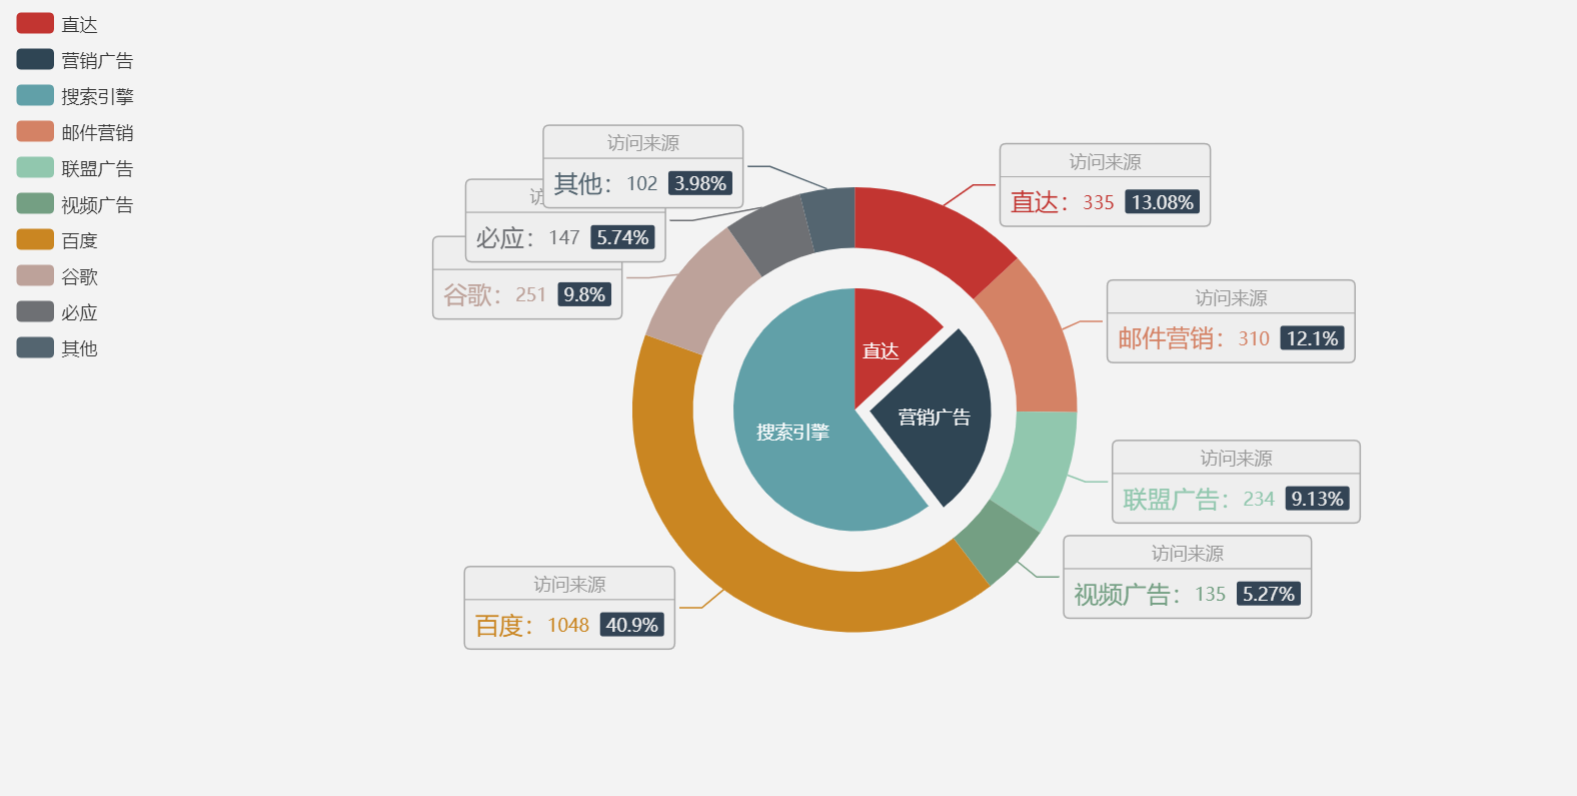 直达
营销广告
搜索引擎
邮件营销
联盟广告
视频广告
百度
谷歌
必应
其他
访问来源
其他：102 3.98%
访
必应：147 5.74%
谷歌：251 9.8%
访问来源
直达：335 13.08%
访问来源
邮件营销：310 12.1%
访问来源
联盟广告：234 9.13%
访问来源
视频广告：135 5.27%
访问来源
百度：1048 40.9%
直达
营销广告
搜索引擎